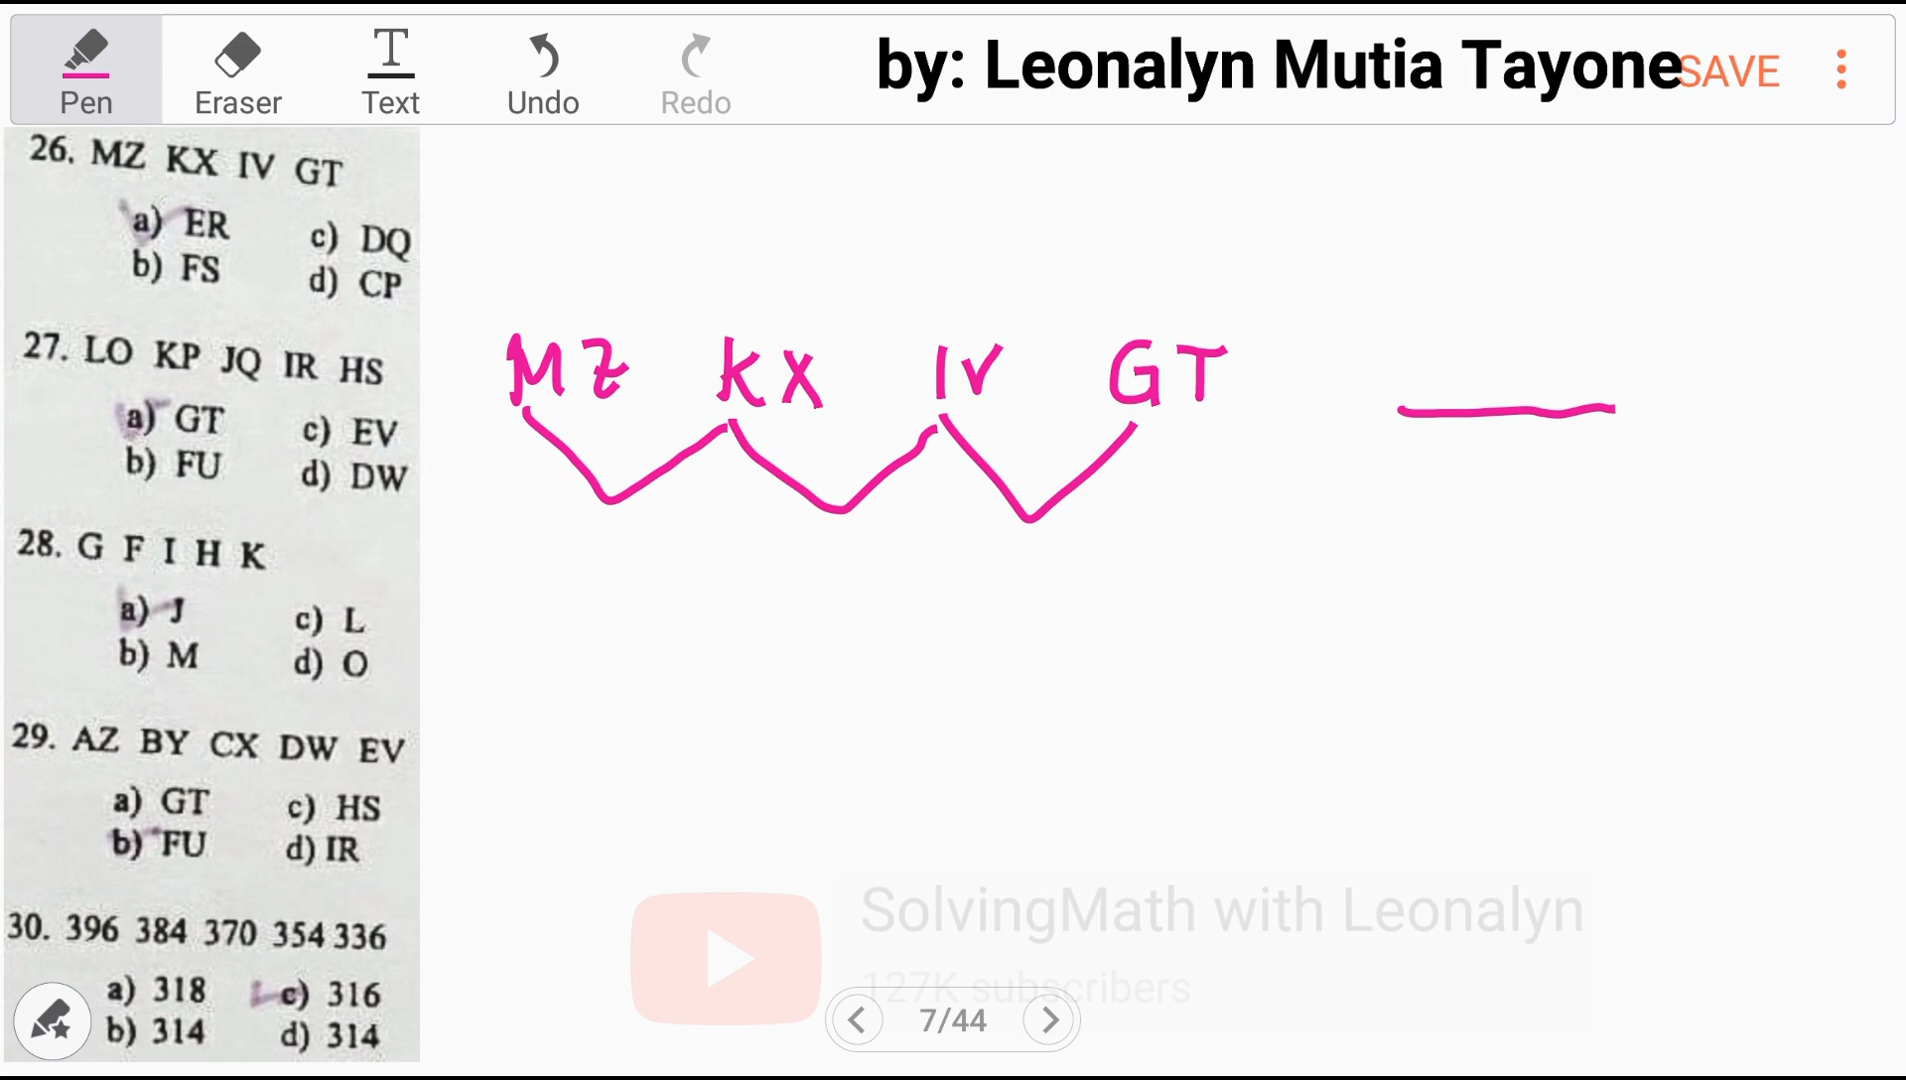 by: Leonalyn Mutia Tayone
SAVE
Pen Eraser Text Undo Redo
26. MZ KX IV GT
a) ER c) DQ
b) FS d) CP
27. LO KP JQ IR HS
a) GT c) EV
b) FU d) DW
28. G F I H K
a) J c) L
b) M d) O
29. AZ BY CX DW EV
a) GT c) HS
b) FU d) IR
30. 396 384 370 354 336
a) 318 c) 316
b) 314 d) 314
MZ KX IV GT
SolvingMath with Leonalyn
127K subscribers
7/44